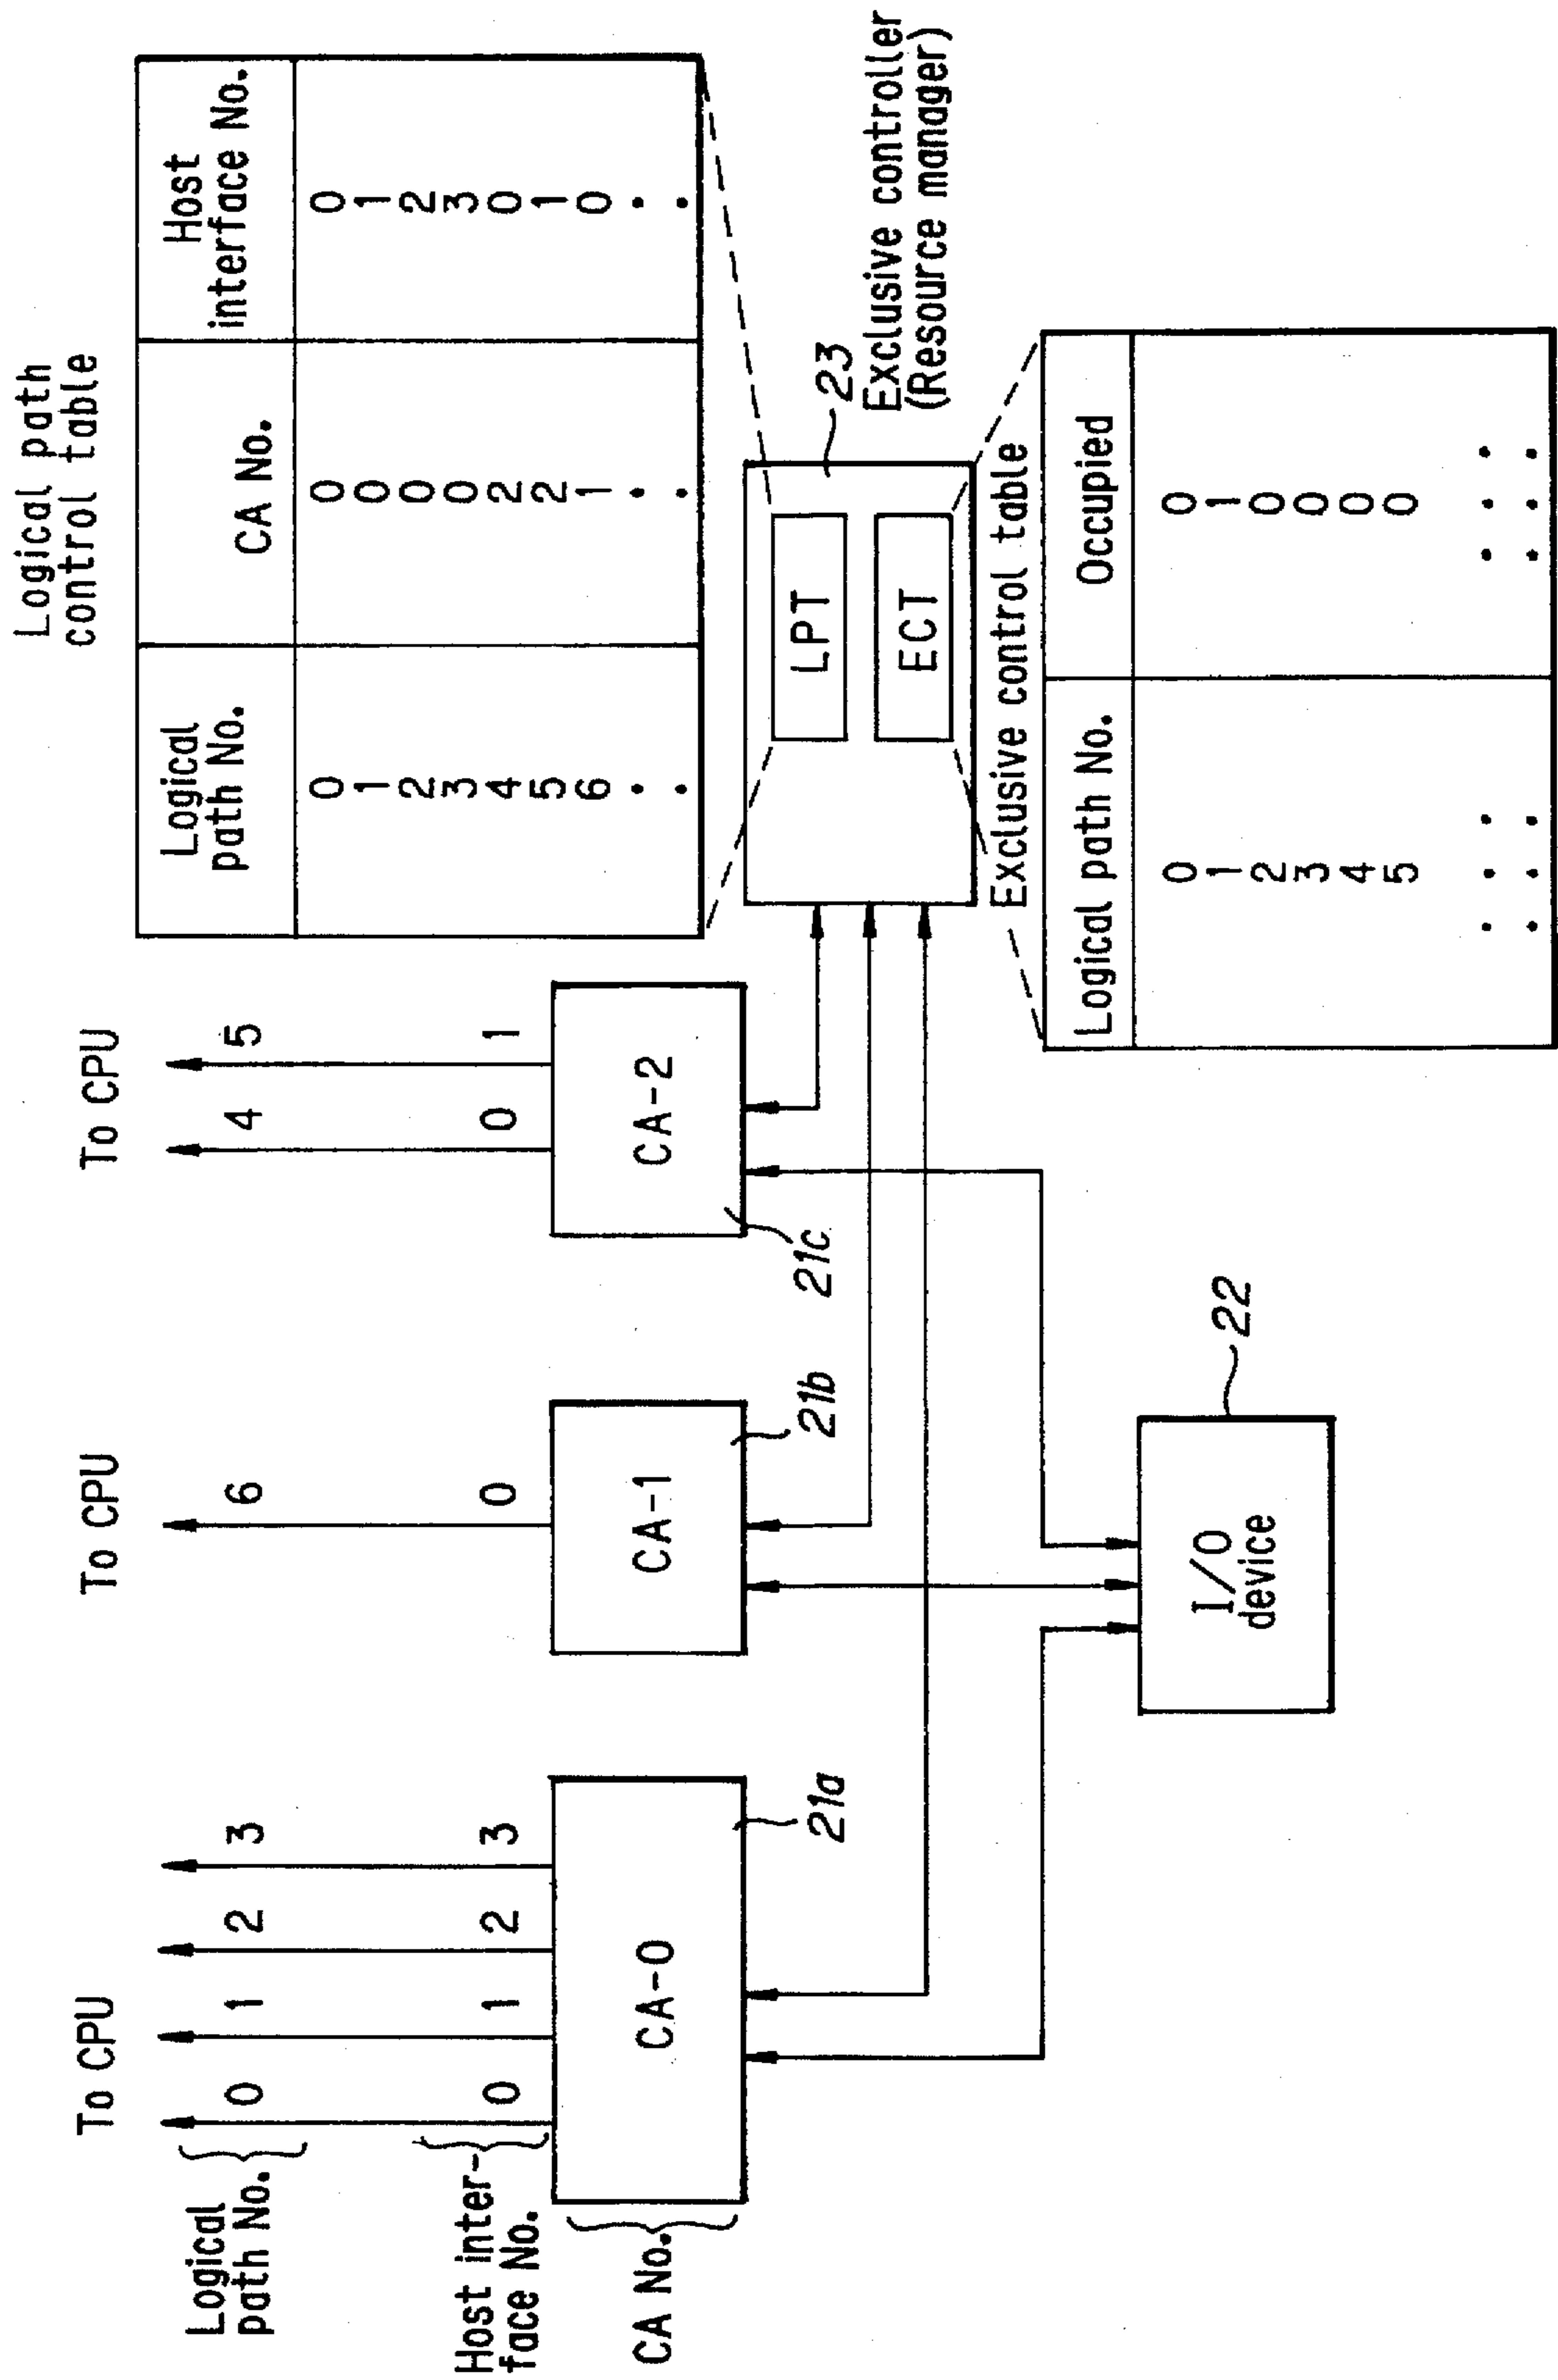 Logical path
control table
Logical
path No.
CA No.
Host
interface No.
0 0 0
1 0 1
2 0 2
3 0 3
4 2 0
5 2 1
6 1 0
. . .
. . .
To CPU
To CPU
To CPU
Logical
path No.
0 1 2 3
6
4 5
Host inter-
face No.
0 1 2 3
0
0 1
CA No.
CA-0
CA-1
CA-2
21a
21b
21c
LPT
ECT
23
Exclusive controller
(Resource manager)
I/O
device
22
Exclusive control table
Logical path No. Occupied
0 0
1 1
2 0
3 0
4 0
5 0
. . . . . .
. . . . . .